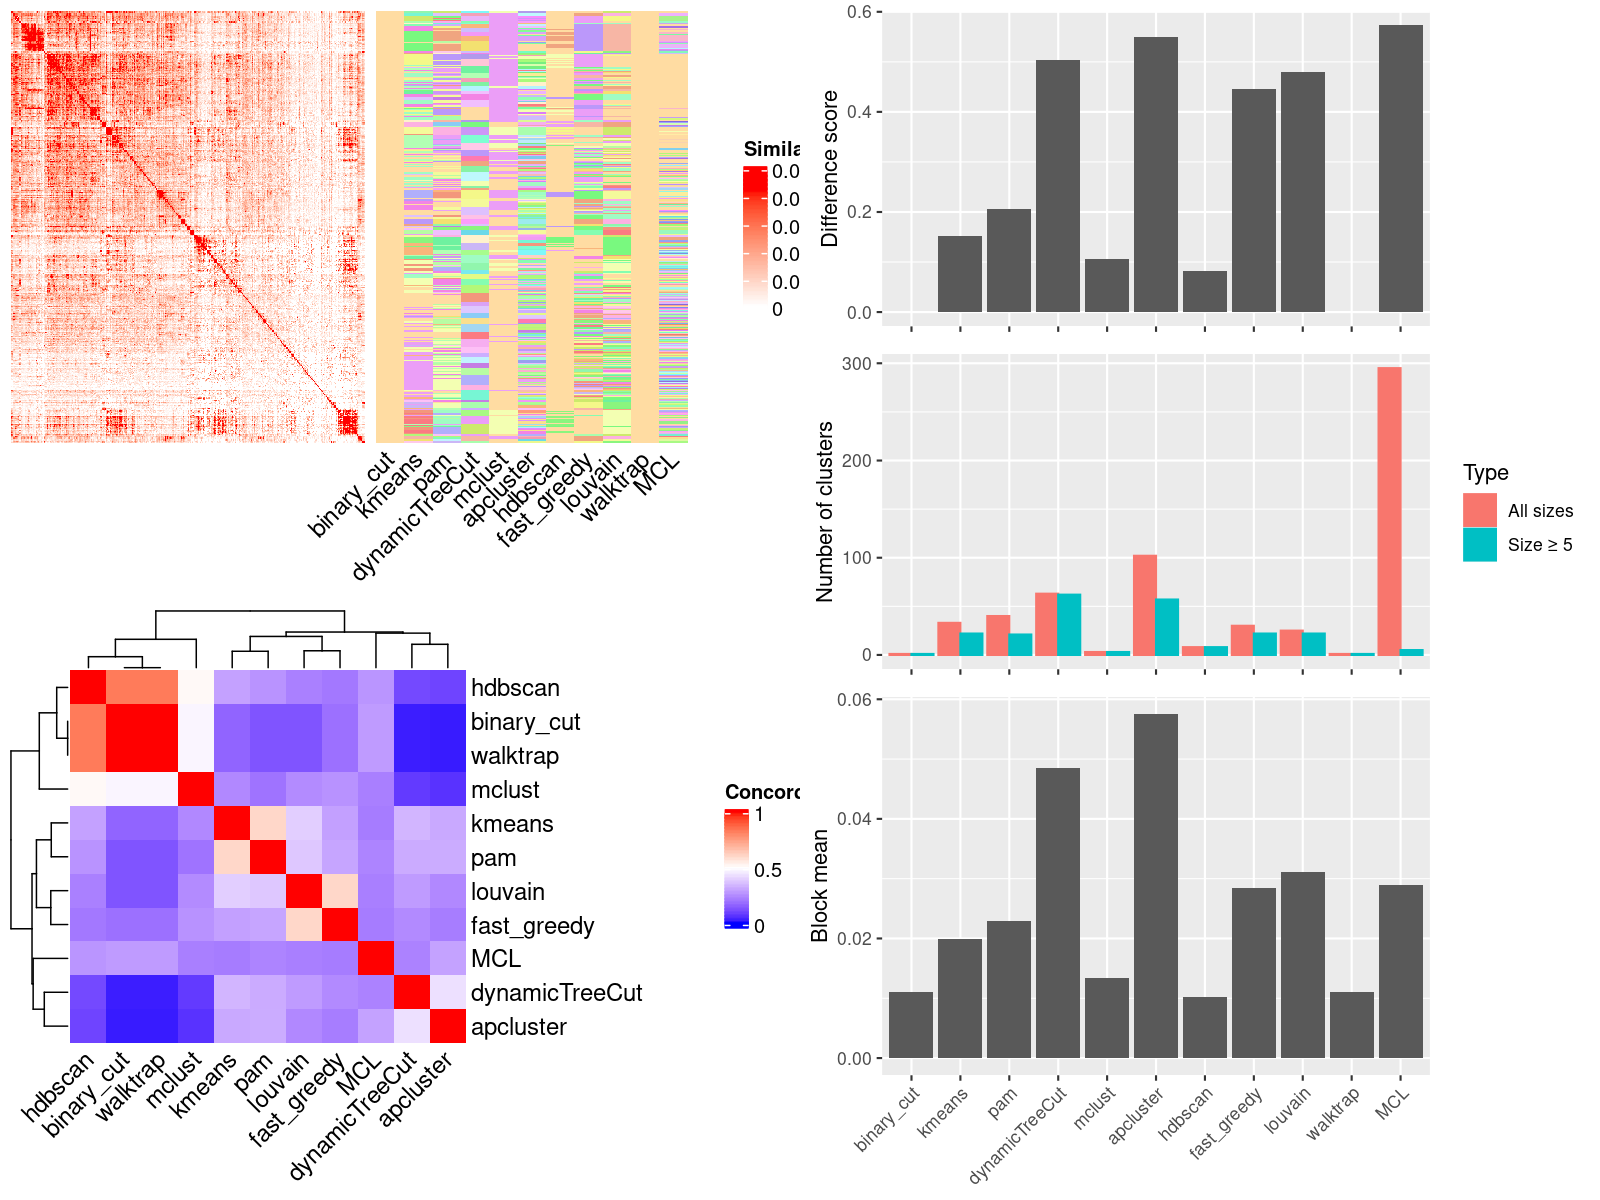 Simila
0.0
0.0
0.0
0.0
0
binary_cut
kmeans
pam
dynamicTreeCut
mclust
apcluster
hdbscan
fast_greedy
louvain
walktrap
MCL
hdbscan
binary_cut
walktrap
mclust
kmeans
pam
louvain
fast_greedy
MCL
dynamicTreeCut
apcluster
hdbscan
binary_cut
walktrap
mclust
kmeans
pam
louvain
fast_greedy
MCL
dynamicTreeCut
apcluster
Concord
1
0.5
0
Difference score
0.6
0.4
0.2
0.0
Number of clusters
300
200
100
0
Type
All sizes
Size ≥ 5
Block mean
0.06
0.04
0.02
0.00
binary_cut
kmeans
pam
dynamicTreeCut
mclust
apcluster
hdbscan
fast_greedy
louvain
walktrap
MCL